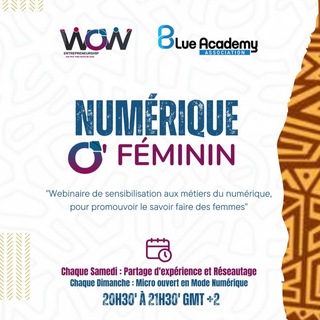 WOW
ENTREPRENEURSHIP
Blue Academy
ASSOCIATION
NUMÉRIQUE
O' FÉMININ
"Webinaire de sensibilisation aux métiers du numérique,
pour promouvoir le savoir faire des femmes"
Chaque Samedi : Partage d'expérience et Réseautage
Chaque Dimanche : Micro ouvert en Mode Numérique
20H30' À 21H30' GMT +2